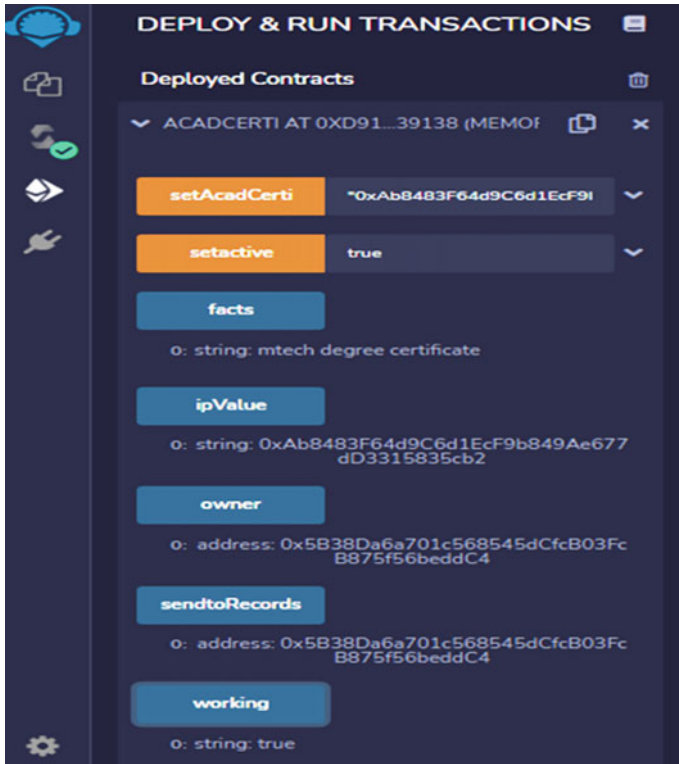 DEPLOY & RUN TRANSACTIONS
Deployed Contracts
ACADCERTI AT 0XD91...39138 (MEMOF
setAcadCerti "0xAb8483F64d9C6d1EcF9l
setactive true
facts
0: string: mtech degree certificate
ipValue
0: string: 0xAb8483F64d9C6d1EcF9b849Ae677
dD3315835cb2
owner
0: address: 0x5B38Da6a701c568545dCfcB03Fc
B875f56beddC4
sendtoRecords
0: address: 0x5B38Da6a701c568545dCfcB03Fc
B875f56beddC4
working
0: string: true